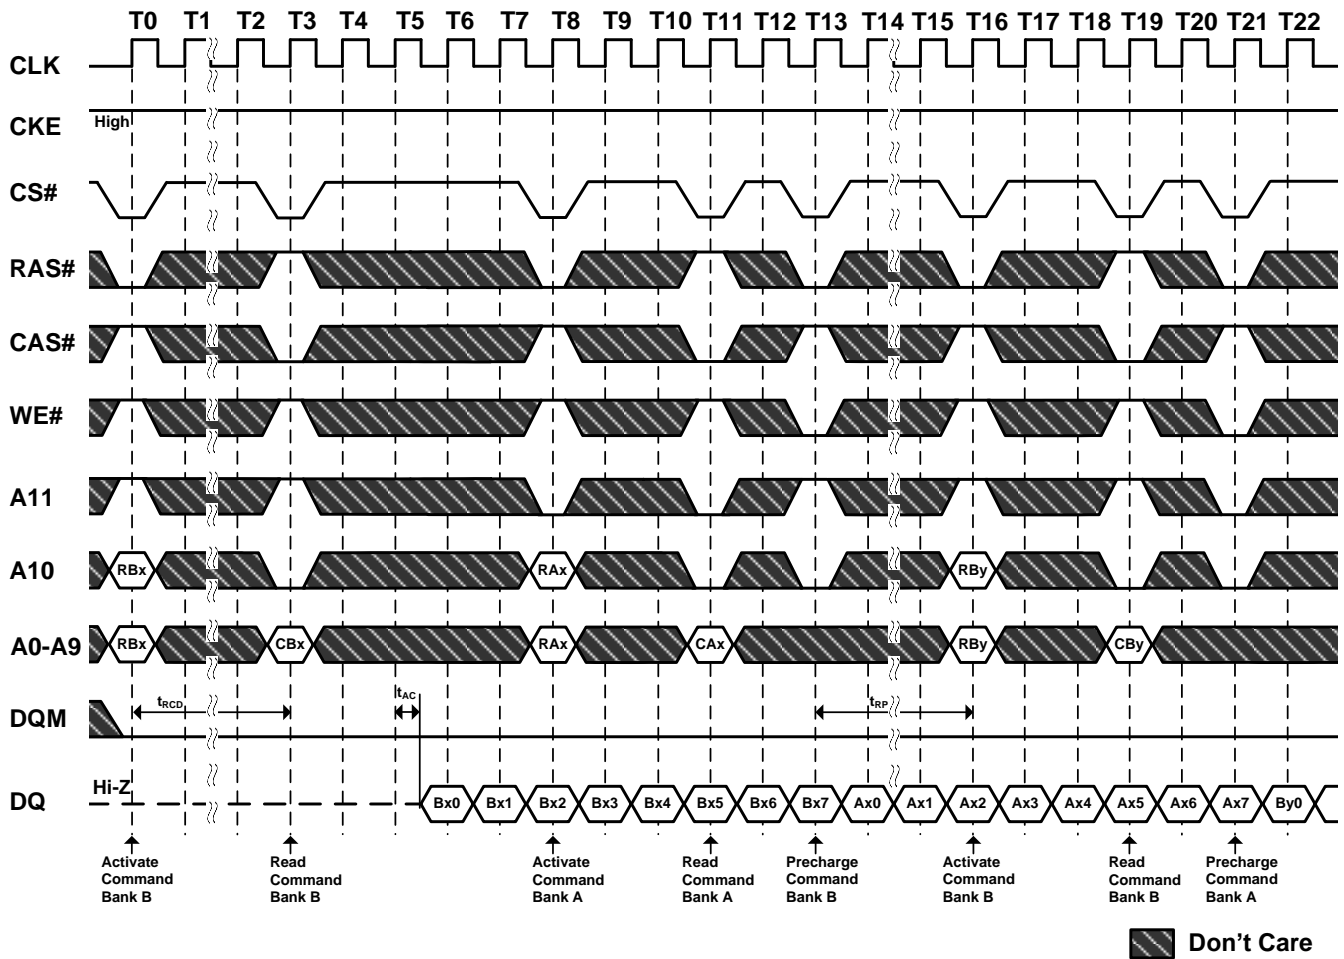 T0 T1 T2 T3 T4 T5 T6 T7 T8 T9 T10 T11 T12 T13 T14 T15 T16 T17 T18 T19 T20 T21 T22
CLK
CKE High
CS#
RAS#
CAS#
WE#
A11
A10 RBx RAx RBy
A0-A9 RBx CBx RAx CAx RBy CBy
DQM tRCD tAC tRP
DQ Hi-Z Bx0 Bx1 Bx2 Bx3 Bx4 Bx5 Bx6 Bx7 Ax0 Ax1 Ax2 Ax3 Ax4 Ax5 Ax6 Ax7 By0
Activate
Command
Bank B
Read
Command
Bank B
Activate
Command
Bank A
Read
Command
Bank A
Precharge
Command
Bank B
Activate
Command
Bank B
Read
Command
Bank B
Precharge
Command
Bank A
Don't Care